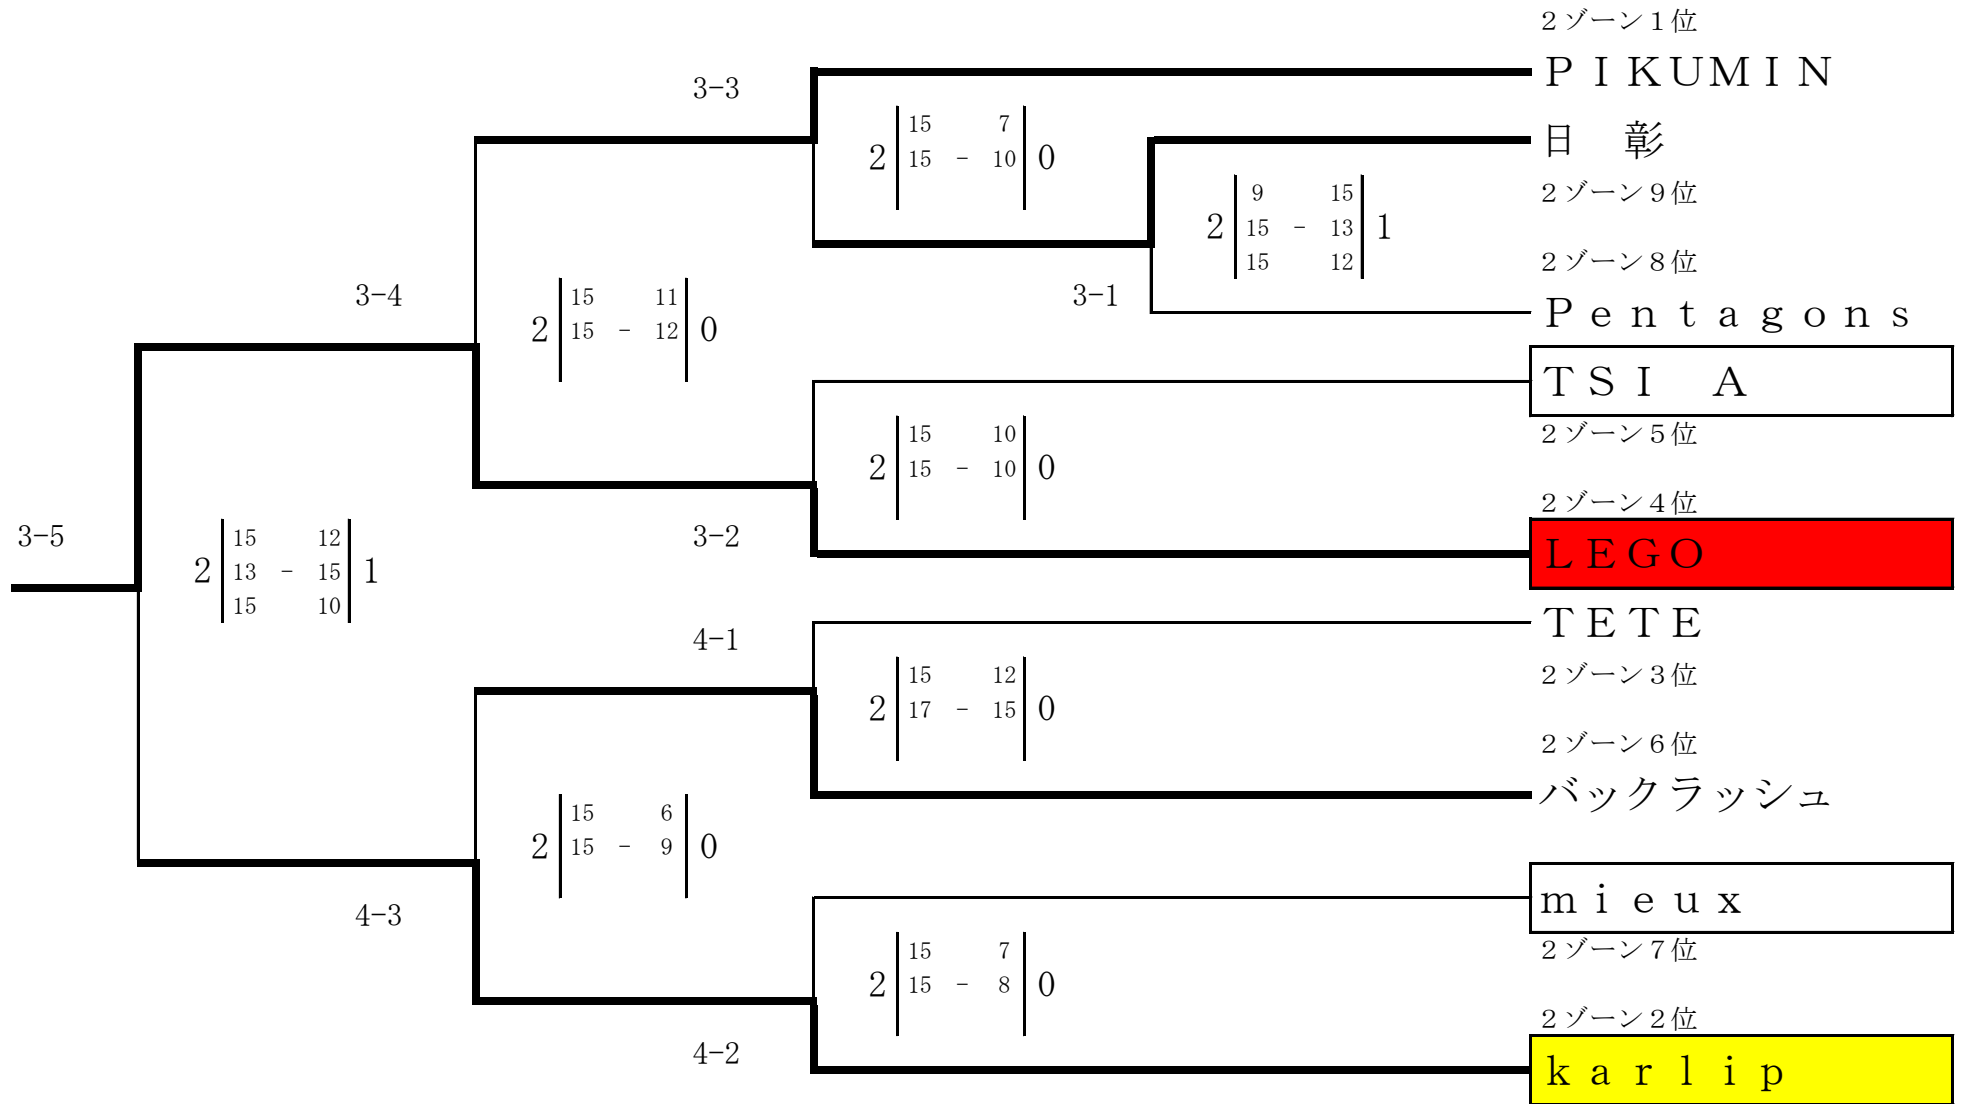 ２ゾーン１位
ＰＩＫＵＭＩＮ
3-3
15 7
2 15 - 10 0
日　彰
２ゾーン９位
9 15
2 15 - 13 1
15 12
２ゾーン８位
3-1
Ｐｅｎｔａｇｏｎｓ
3-4
15 11
2 15 - 12 0
ＴＳＩ　Ａ
２ゾーン５位
15 10
2 15 - 10 0
２ゾーン４位
3-2
ＬＥＧＯ
3-5
15 12
2 13 - 15 1
15 10
4-1
ＴＥＴＥ
２ゾーン３位
15 12
2 17 - 15 0
２ゾーン６位
バックラッシュ
15 6
2 15 - 9 0
4-3
ｍｉｅｕｘ
２ゾーン７位
15 7
2 15 - 8 0
２ゾーン２位
4-2
ｋａｒｌｉｐ